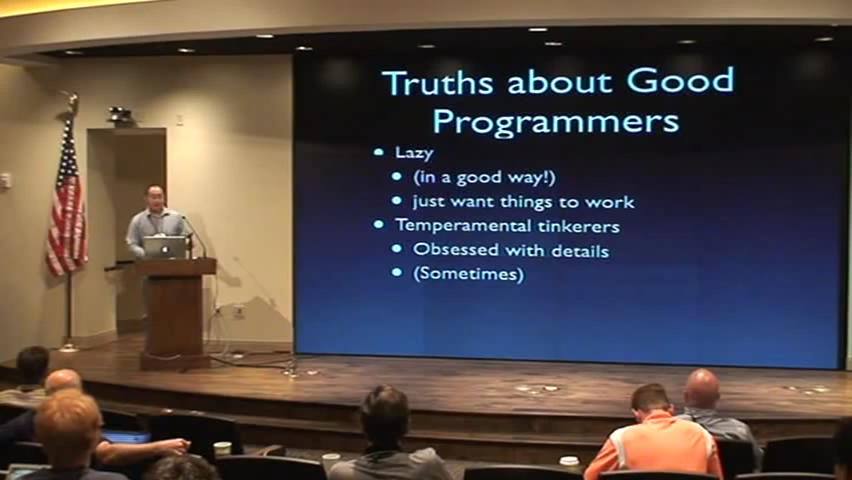 Truths about Good
Programmers
• Lazy
• (in a good way!)
• just want things to work
• Temperamental tinkerers
• Obsessed with details
• (Sometimes)